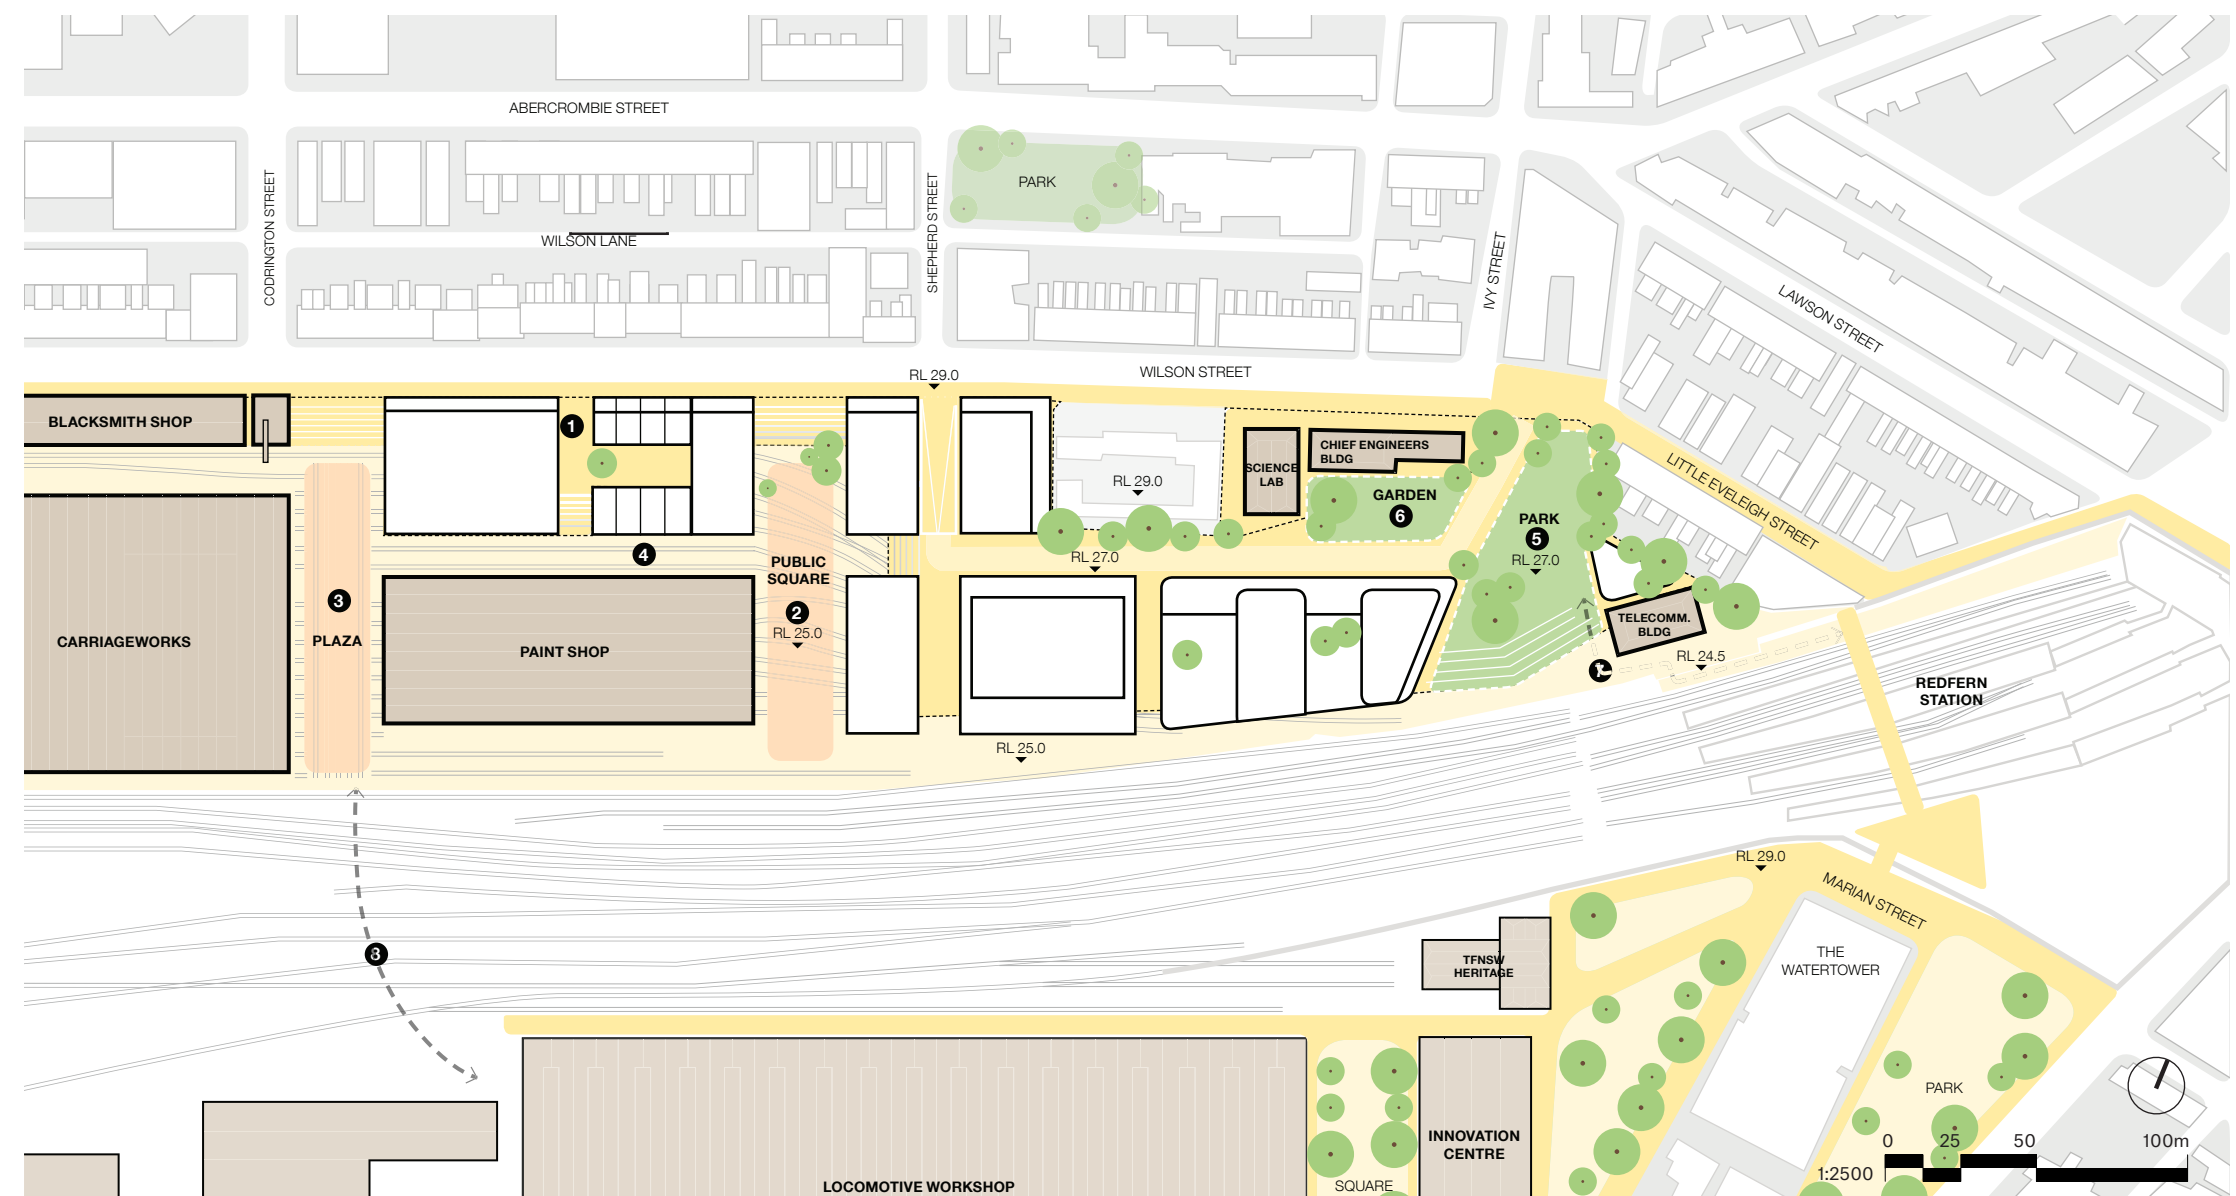 ABERCROMBIE STREET
CODRINGTON STREET
SHEPHERD STREET
PARK
WILSON LANE
IVY STREET
LAWSON STREET
WILSON STREET
RL 29.0
BLACKSMITH SHOP
1
SCIENCE
LAB
CHIEF ENGINEERS
BLDG
RL 29.0
GARDEN
6
LITTLE EVELEIGH STREET
PARK
5
RL 27.0
4
RL 27.0
PUBLIC
SQUARE
2
RL 25.0
3
PLAZA
CARRIAGEWORKS
PAINT SHOP
TELECOMM.
BLDG
RL 24.5
REDFERN
STATION
RL 25.0
RL 29.0
MARIAN STREET
8
TFNSW
HERITAGE
THE
WATERTOWER
PARK
INNOVATION
CENTRE
LOCOMOTIVE WORKSHOP
SQUARE
0 25 50 100m
1:2500